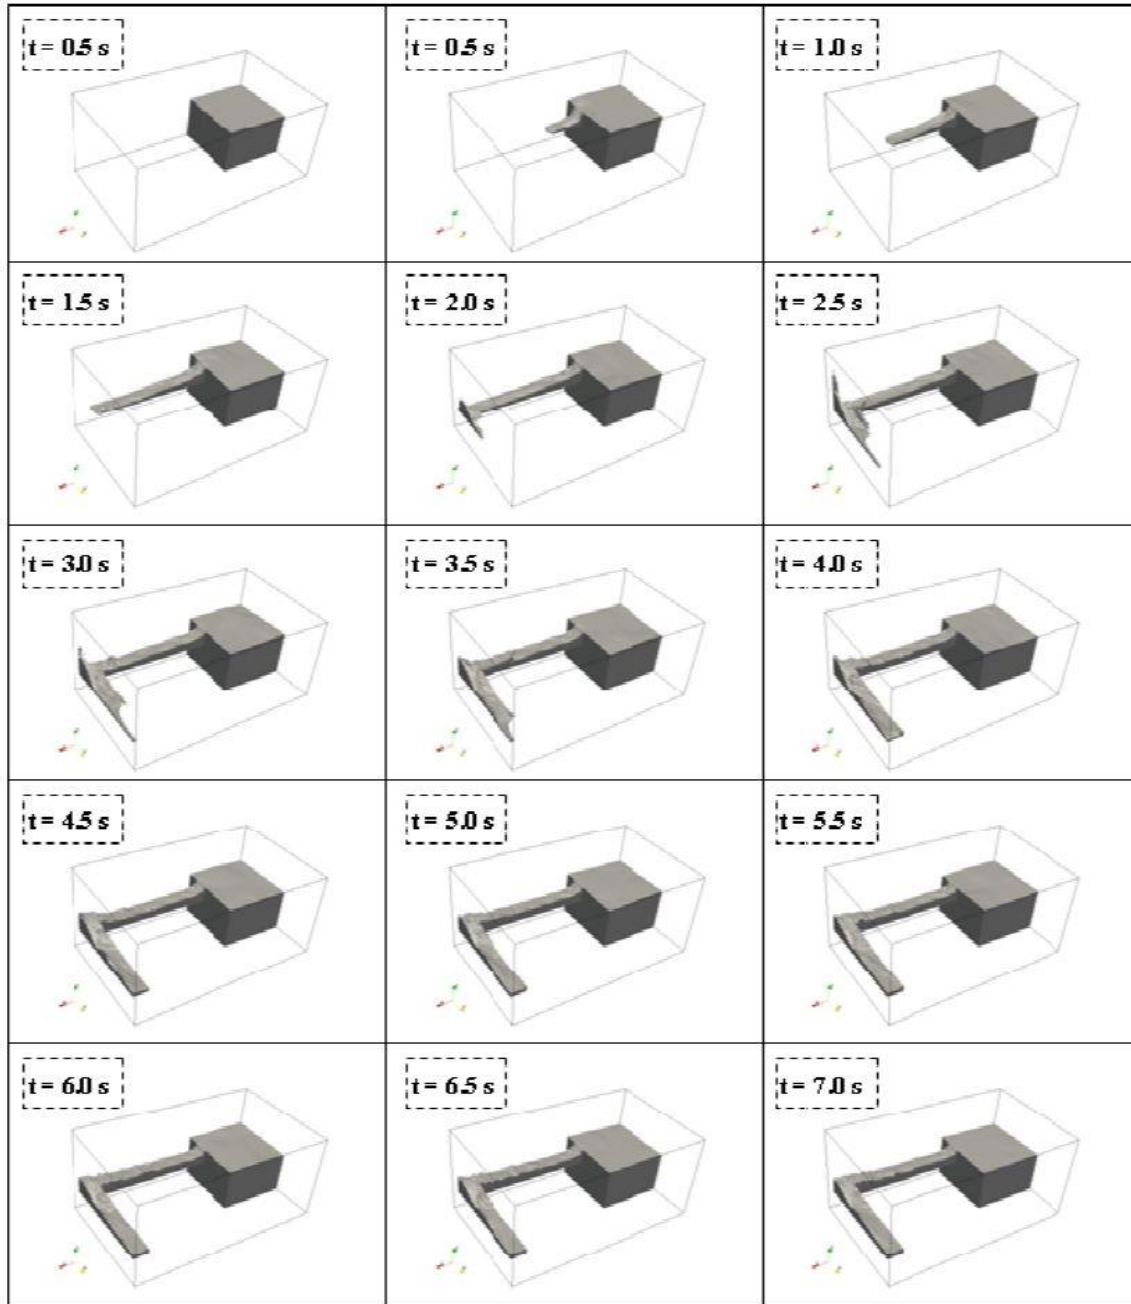 t = 0.5 s
t = 0.5 s
t = 1.0 s
t = 1.5 s
t = 2.0 s
t = 2.5 s
t = 3.0 s
t = 3.5 s
t = 4.0 s
t = 4.5 s
t = 5.0 s
t = 5.5 s
t = 6.0 s
t = 6.5 s
t = 7.0 s